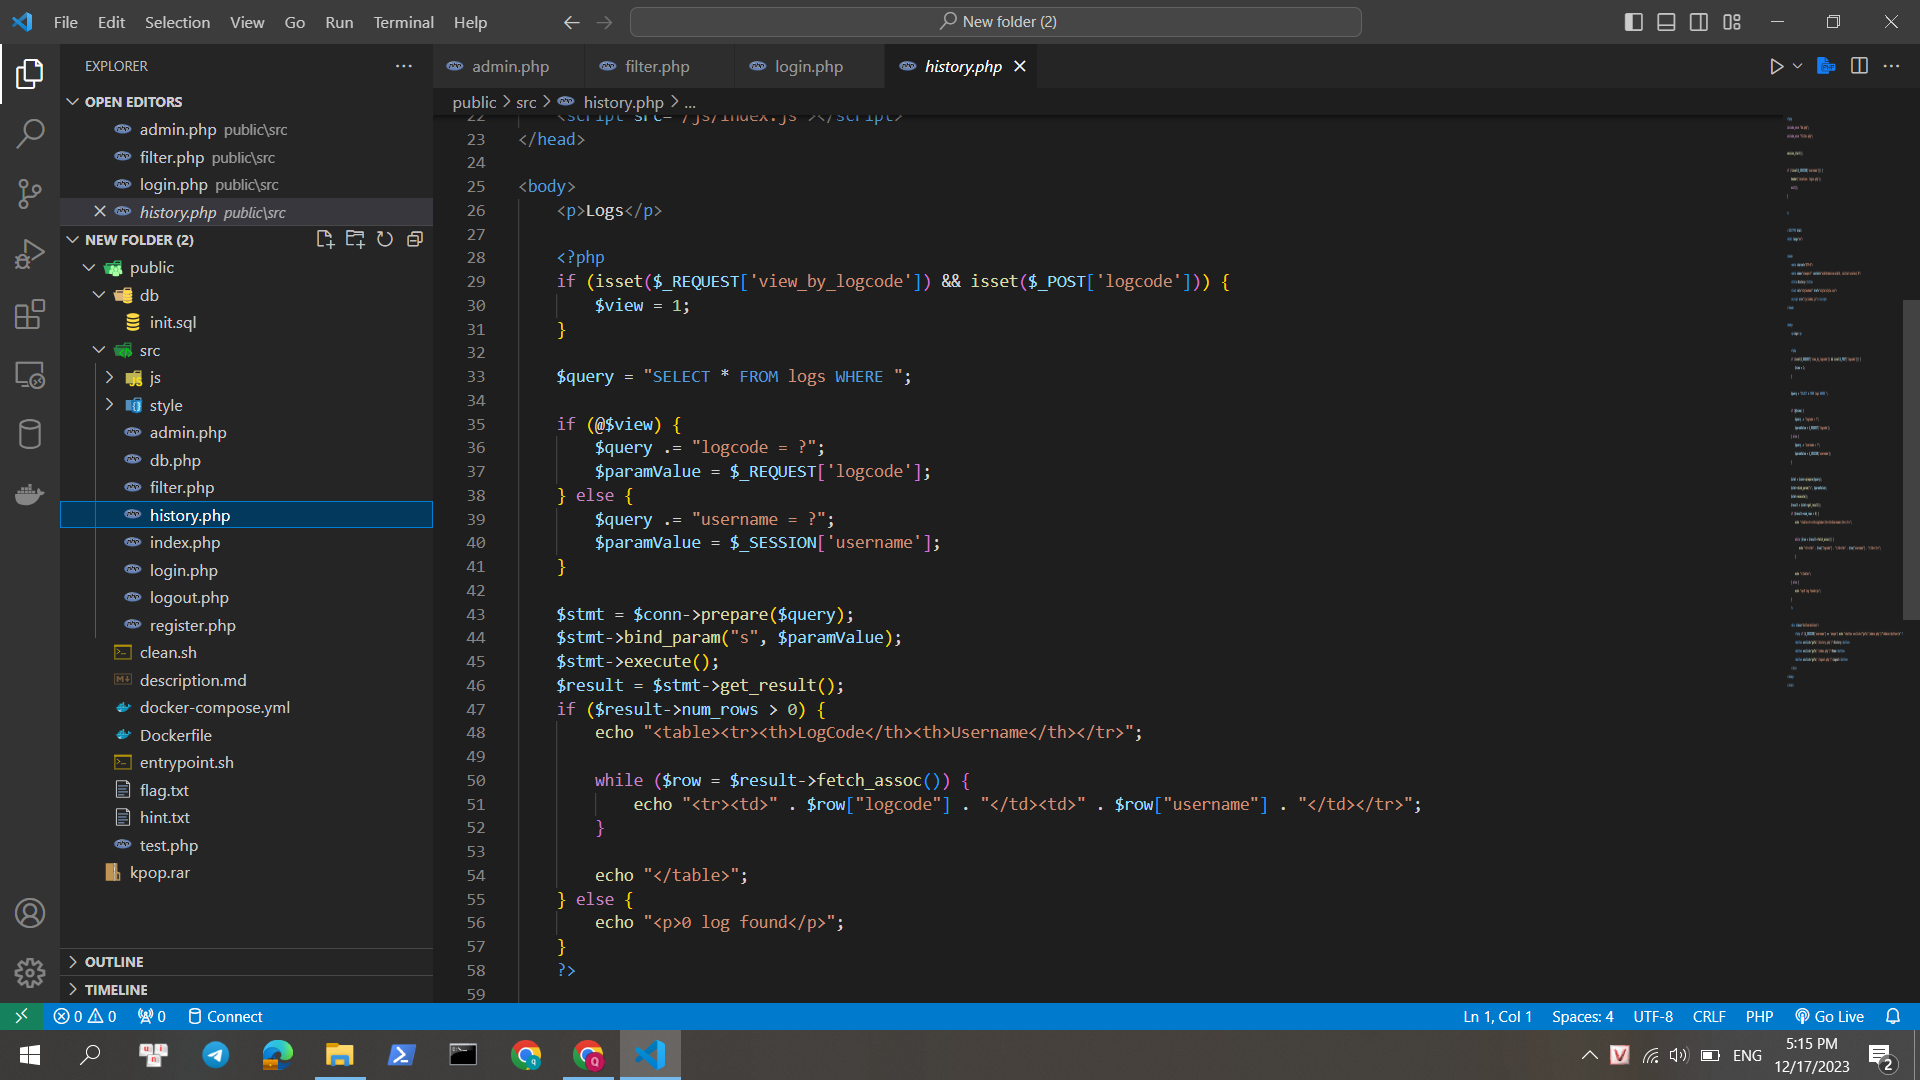 File Edit Selection View Go Run Terminal Help
New folder (2)
EXPLORER
OPEN EDITORS
admin.php public\src
filter.php public\src
login.php public\src
history.php public\src
NEW FOLDER (2)
public
db
init.sql
src
js
style
admin.php
db.php
filter.php
history.php
index.php
login.php
logout.php
register.php
clean.sh
description.md
docker-compose.yml
Dockerfile
entrypoint.sh
flag.txt
hint.txt
test.php
kpop.rar
OUTLINE
TIMELINE
admin.php filter.php login.php history.php
public > src > history.php > ...
22 <script src="/js/index.js"></script>
23 </head>
24
25 <body>
26 <p>Logs</p>
27
28 <?php
29 if (isset($_REQUEST['view_by_logcode']) && isset($_POST['logcode'])) {
30 $view = 1;
31 }
32
33 $query = "SELECT * FROM logs WHERE ";
34
35 if (@$view) {
36 $query .= "logcode = ?";
37 $paramValue = $_REQUEST['logcode'];
38 } else {
39 $query .= "username = ?";
40 $paramValue = $_SESSION['username'];
41 }
42
43 $stmt = $conn->prepare($query);
44 $stmt->bind_param("s", $paramValue);
45 $stmt->execute();
46 $result = $stmt->get_result();
47 if ($result->num_rows > 0) {
48 echo "<table><tr><th>LogCode</th><th>Username</th></tr>";
49
50 while ($row = $result->fetch_assoc()) {
51 echo "<tr><td>" . $row["logcode"] . "</td><td>" . $row["username"] . "</td></tr>";
52 }
53
54 echo "</table>";
55 } else {
56 echo "<p>0 log found</p>";
57 }
58 ?>
59
0 0 0 Connect
Ln 1, Col 1 Spaces: 4 UTF-8 CRLF PHP Go Live
ENG
5:15 PM
12/17/2023
2